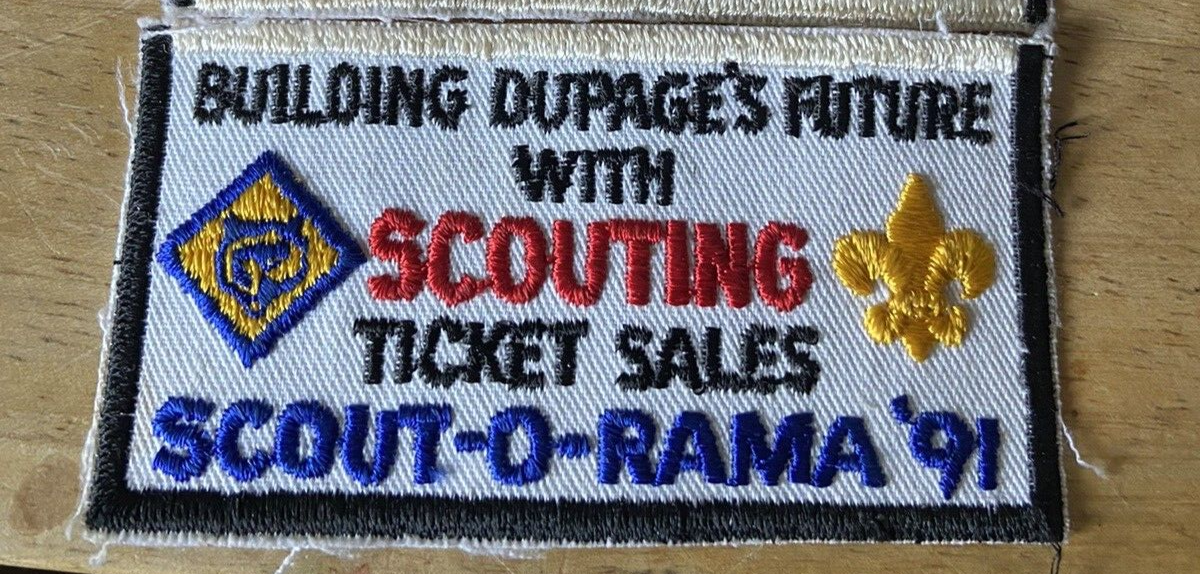 BUILDING DUPAGE'S FUTURE
WITH
SCOUTING
TICKET SALES
SCOUT-O-RAMA '91